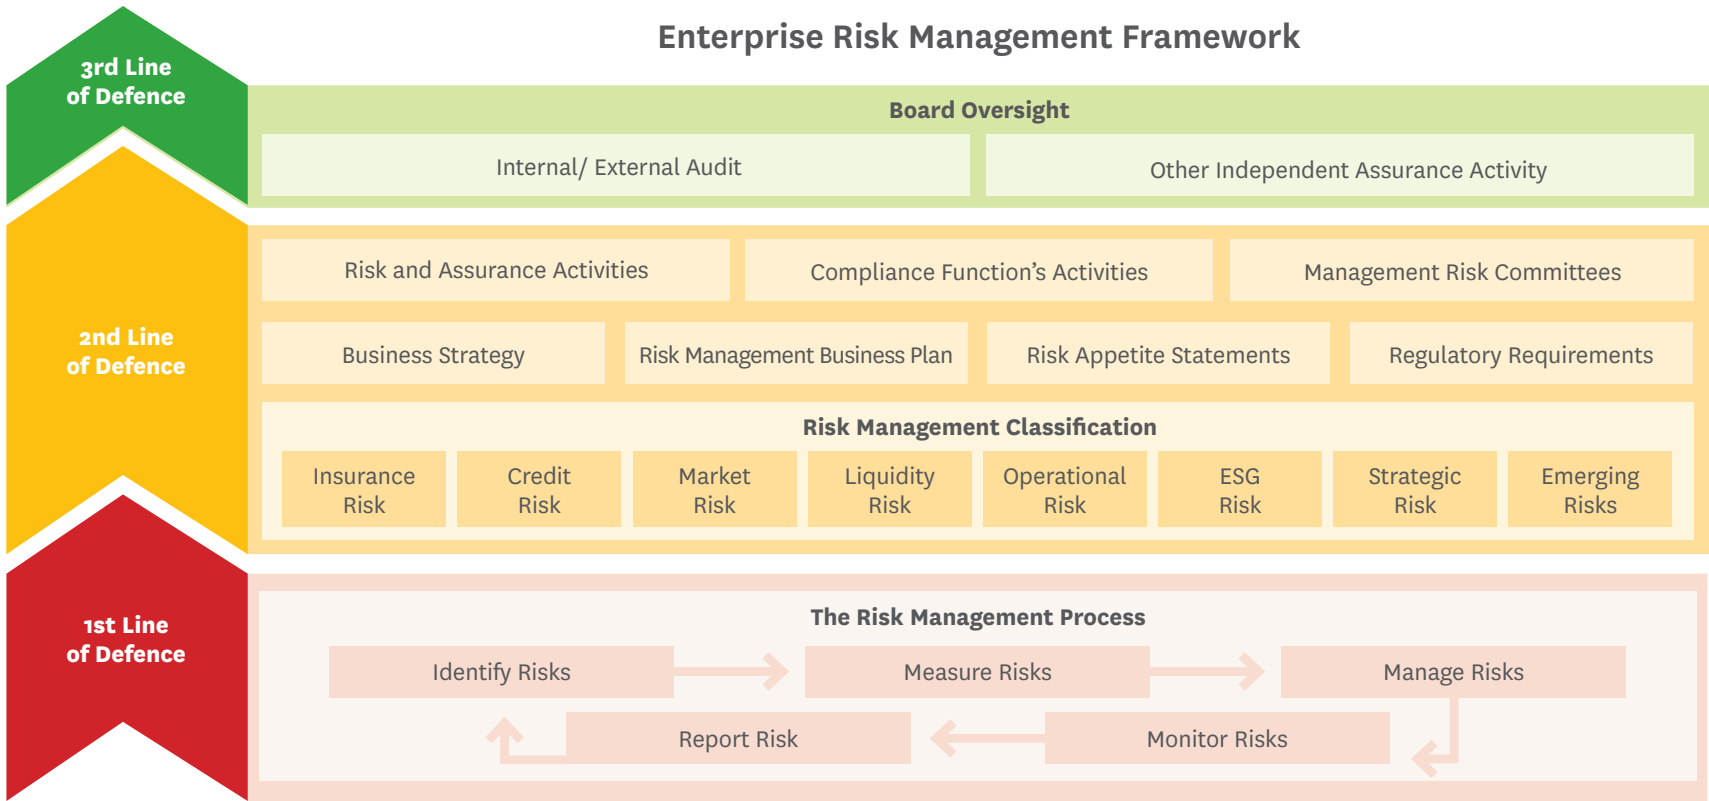 Enterprise Risk Management Framework
3rd Line
of Defence
Board Oversight
Internal/ External Audit
Other Independent Assurance Activity
2nd Line
of Defence
Risk and Assurance Activities
Compliance Function’s Activities
Management Risk Committees
Business Strategy
Risk Management Business Plan
Risk Appetite Statements
Regulatory Requirements
Risk Management Classification
Insurance
Risk
Credit
Risk
Market
Risk
Liquidity
Risk
Operational
Risk
ESG
Risk
Strategic
Risk
Emerging
Risks
1st Line
of Defence
The Risk Management Process
Identify Risks
Measure Risks
Manage Risks
Report Risk
Monitor Risks